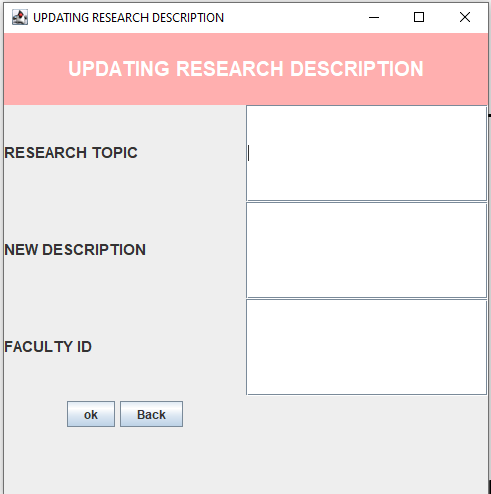 UPDATING RESEARCH DESCRIPTION
UPDATING RESEARCH DESCRIPTION
RESEARCH TOPIC
NEW DESCRIPTION
FACULTY ID
ok Back